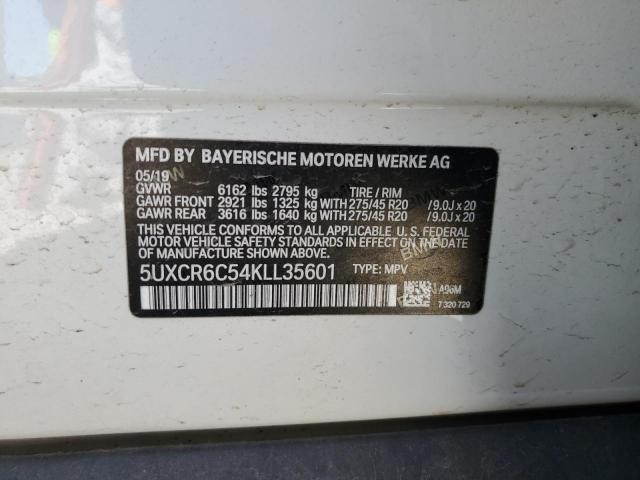 MFD BY BAYERISCHE MOTOREN WERKE AG
05/19
GVWR 6162 lbs 2795 kg TIRE / RIM
GAWR FRONT 2921 lbs 1325 kg WITH 275/45 R20 / 9.0J x 20
GAWR REAR 3616 lbs 1640 kg WITH 275/45 R20 / 9.0J x 20
THIS VEHICLE CONFORMS TO ALL APPLICABLE U. S. FEDERAL
MOTOR VEHICLE SAFETY STANDARDS IN EFFECT ON THE DATE
OF MANUFACTURE SHOWN ABOVE.
5UXCR6C54KLL35601 TYPE: MPV
A96M
7 320 729